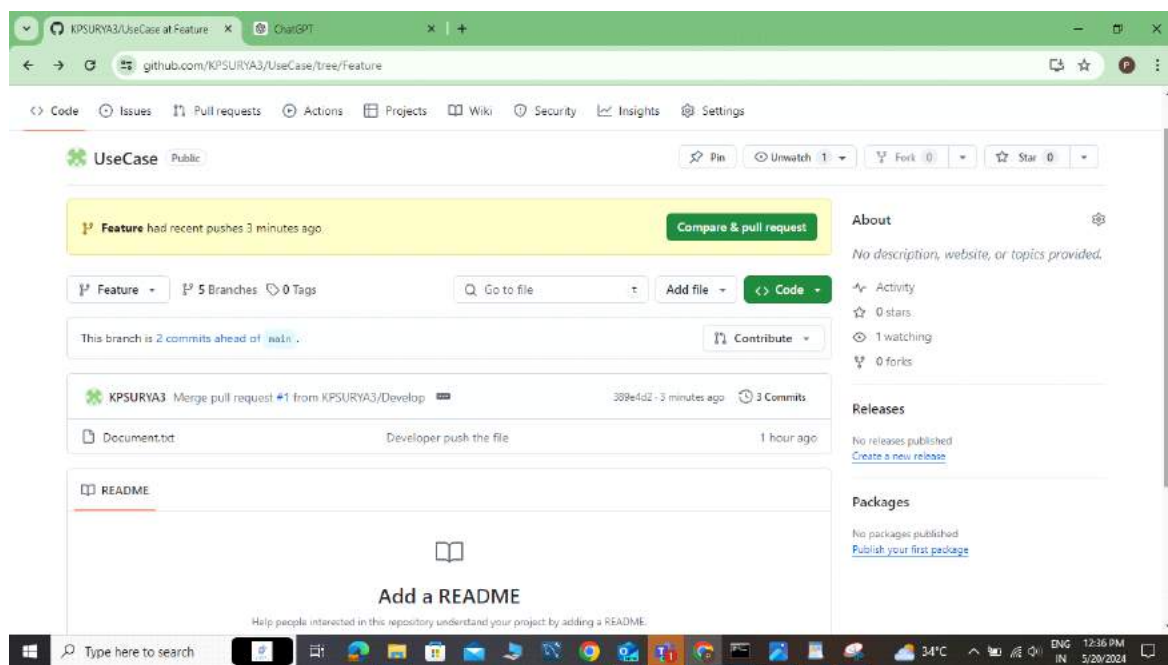 KPSURYA3/UseCase at Feature
ChatGPT
github.com/KPSURYA3/UseCase/tree/Feature
P
Code Issues Pull requests Actions Projects Wiki Security Insights Settings
UseCase Public
Pin Unwatch 1 Fork 0 Star 0
Feature had recent pushes 3 minutes ago
Compare & pull request
Feature 5 Branches 0 Tags
Go to file t
Add file Code
This branch is 2 commits ahead of main .
Contribute
KPSURYA3 Merge pull request #1 from KPSURYA3/Develop 389e4d2 · 3 minutes ago 3 Commits
Document.txt Developer push the file 1 hour ago
README
Add a README
Help people interested in this repository understand your project by adding a README.
About
No description, website, or topics provided.
Activity
0 stars
1 watching
0 forks
Releases
No releases published
Create a new release
Packages
No packages published
Publish your first package
Type here to search
34°C
ENG
IN
12:36 PM
5/20/2024